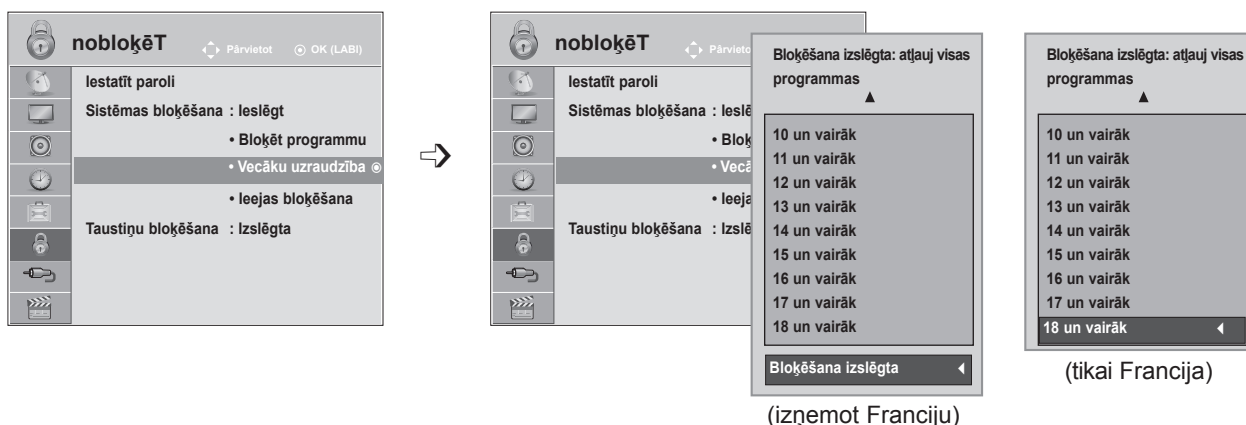 nobloķēT Pārvietot OK (LABI)
Iestatīt paroli
Sistēmas bloķēšana : Ieslēgt
• Bloķēt programmu
• Vecāku uzraudzība
• Ieejas bloķēšana
Taustiņu bloķēšana : Izslēgta
nobloķēT Pārvieto
Iestatīt paroli
Sistēmas bloķēšana : Ieslē
• Blok
• Vecā
• Ieeja
Taustiņu bloķēšana : Izslē
Bloķēšana izslēgta: atļauj visas
programmas
10 un vairāk
11 un vairāk
12 un vairāk
13 un vairāk
14 un vairāk
15 un vairāk
16 un vairāk
17 un vairāk
18 un vairāk
Bloķēšana izslēgta
(izņemot Franciju)
Bloķēšana izslēgta: atļauj visas
programmas
10 un vairāk
11 un vairāk
12 un vairāk
13 un vairāk
14 un vairāk
15 un vairāk
16 un vairāk
17 un vairāk
18 un vairāk
(tikai Francija)